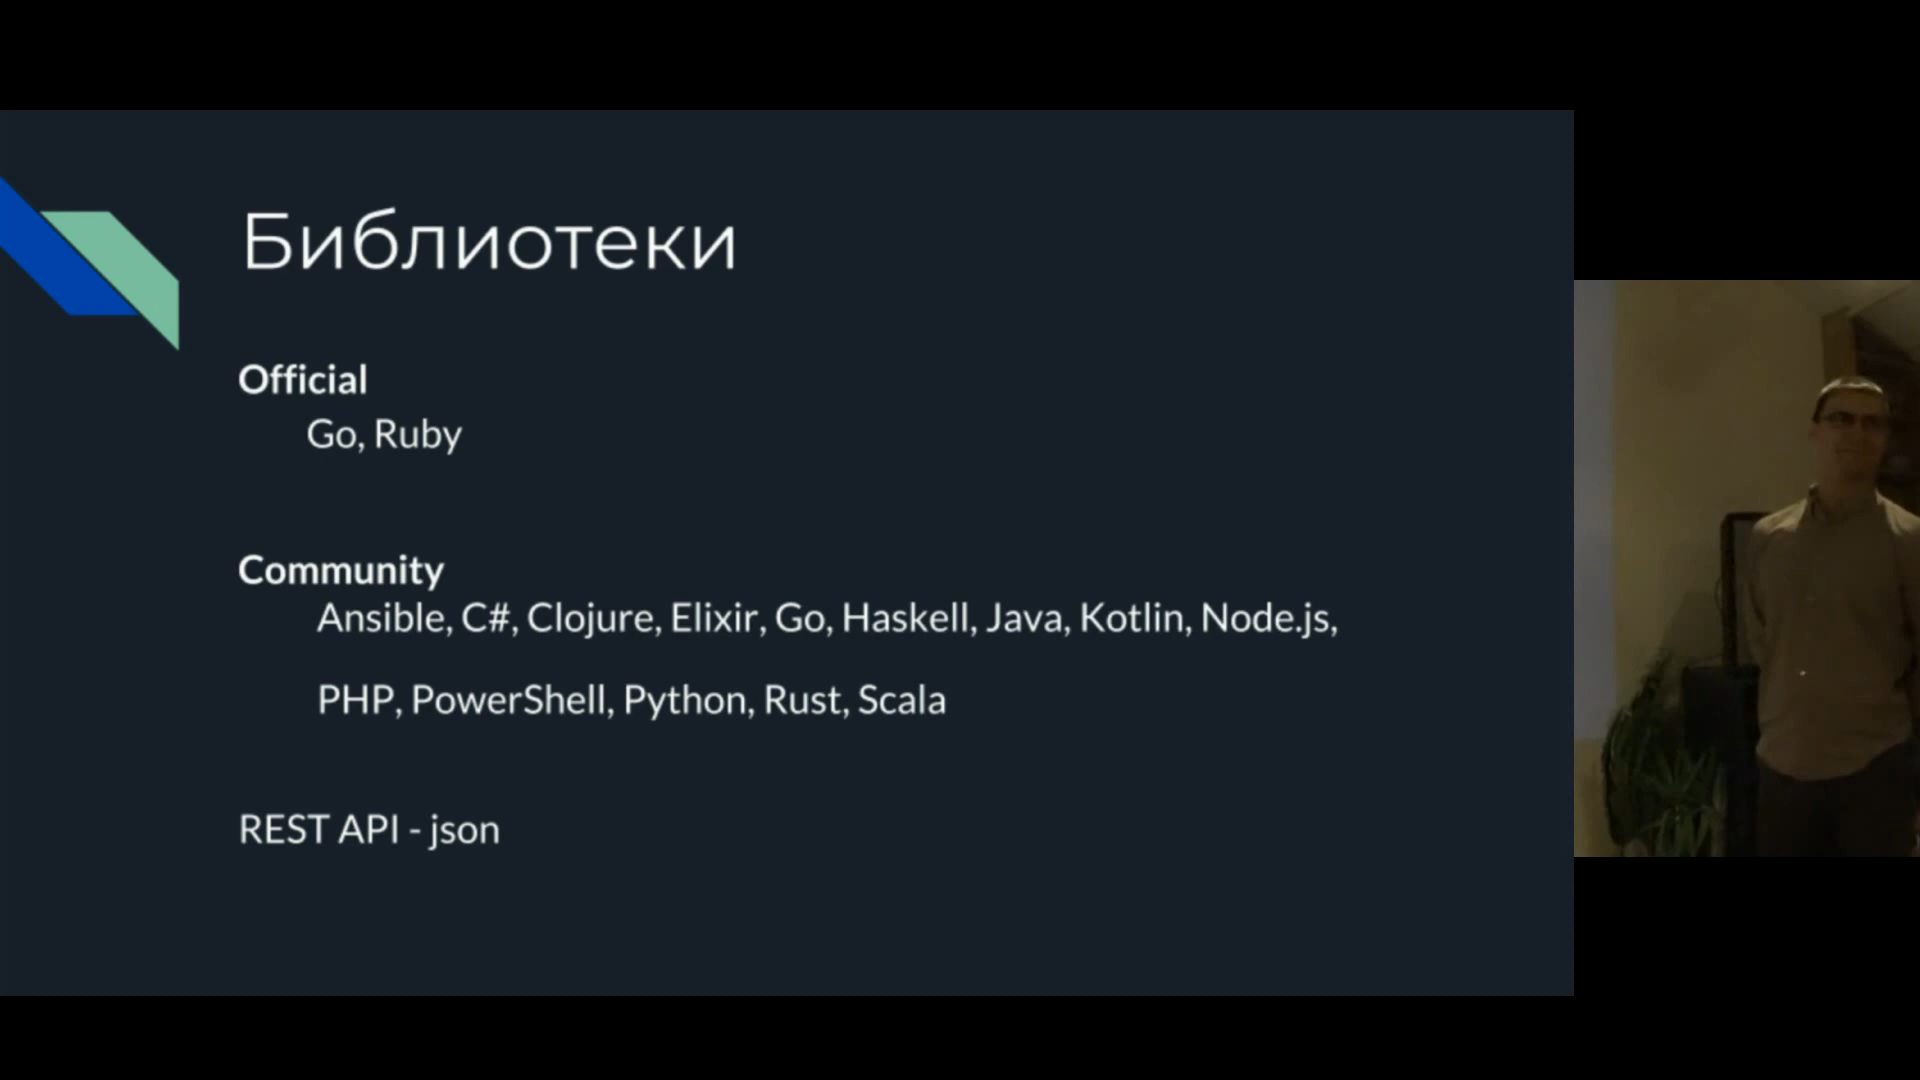 Библиотеки
Official
Go, Ruby
Community
Ansible, C#, Clojure, Elixir, Go, Haskell, Java, Kotlin, Node.js,
PHP, PowerShell, Python, Rust, Scala
REST API - json